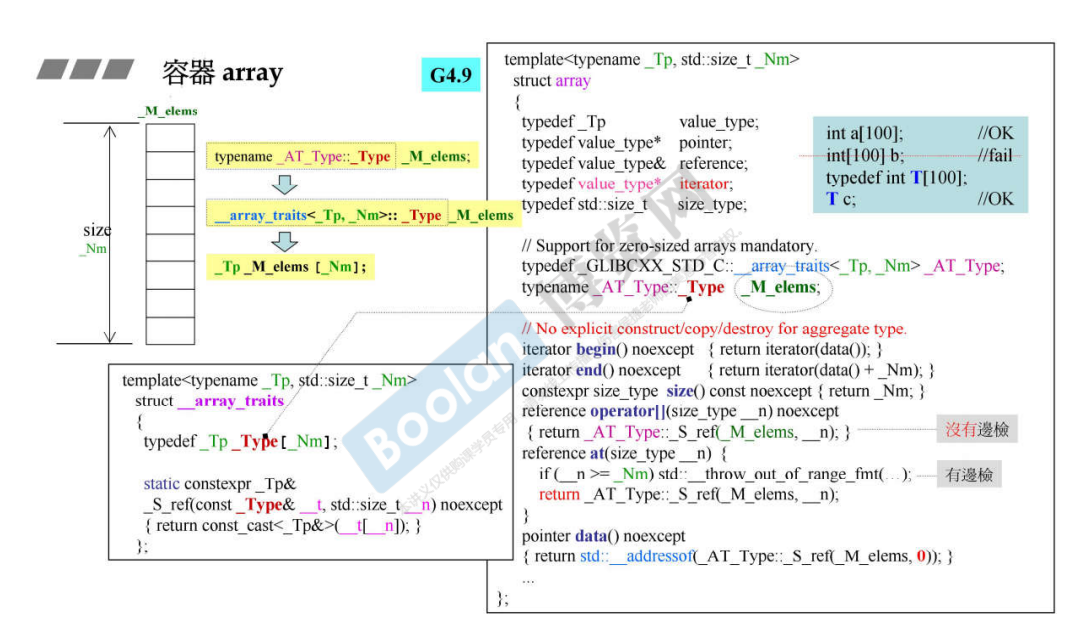 容器 array
G4.9
_M_elems
size
_Nm
typename _AT_Type::_Type _M_elems;
__array_traits<_Tp, _Nm>:: _Type _M_elems
_Tp _M_elems [_Nm];
template<typename _Tp, std::size_t _Nm>
struct __array_traits
{
typedef _Tp _Type[_Nm];
static constexpr _Tp&
_S_ref(const _Type& __t, std::size_t __n) noexcept
{ return const_cast<_Tp&>(__t[__n]); }
};
template<typename _Tp, std::size_t _Nm>
struct array
{
typedef _Tp value_type;
typedef value_type* pointer;
typedef value_type& reference;
typedef value_type* iterator;
typedef std::size_t size_type;
// Support for zero-sized arrays mandatory.
typedef _GLIBCXX_STD_C::__array_traits<_Tp, _Nm> _AT_Type;
typename _AT_Type::_Type _M_elems;
// No explicit construct/copy/destroy for aggregate type.
iterator begin() noexcept { return iterator(data()); }
iterator end() noexcept { return iterator(data() + _Nm); }
constexpr size_type size() const noexcept { return _Nm; }
reference operator[](size_type __n) noexcept
{ return _AT_Type::_S_ref(_M_elems, __n); }
沒有邊檢
reference at(size_type __n) {
if (__n >= _Nm) std::__throw_out_of_range_fmt(...);
有邊檢
return _AT_Type::_S_ref(_M_elems, __n);
}
pointer data() noexcept
{ return std::__addressof(_AT_Type::_S_ref(_M_elems, 0)); }
...
};
int a[100]; //OK
int[100] b; //fail
typedef int T[100];
T c; //OK
Boolan 博览网